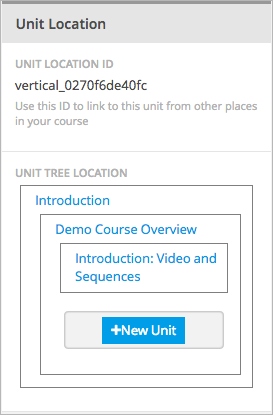 Unit Location
UNIT LOCATION ID
vertical_0270f6de40fc
Use this ID to link to this unit from other places
in your course
UNIT TREE LOCATION
Introduction
Demo Course Overview
Introduction: Video and
Sequences
+New Unit